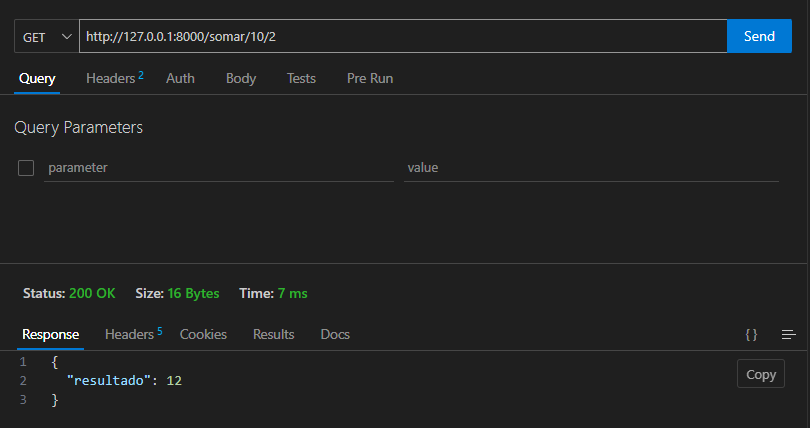 GET http://127.0.0.1:8000/somar/10/2 Send
Query Headers 2 Auth Body Tests Pre Run
Query Parameters
parameter value
Status: 200 OK Size: 16 Bytes Time: 7 ms
Response Headers 5 Cookies Results Docs { }
1 {
2 "resultado": 12
3 }
Copy